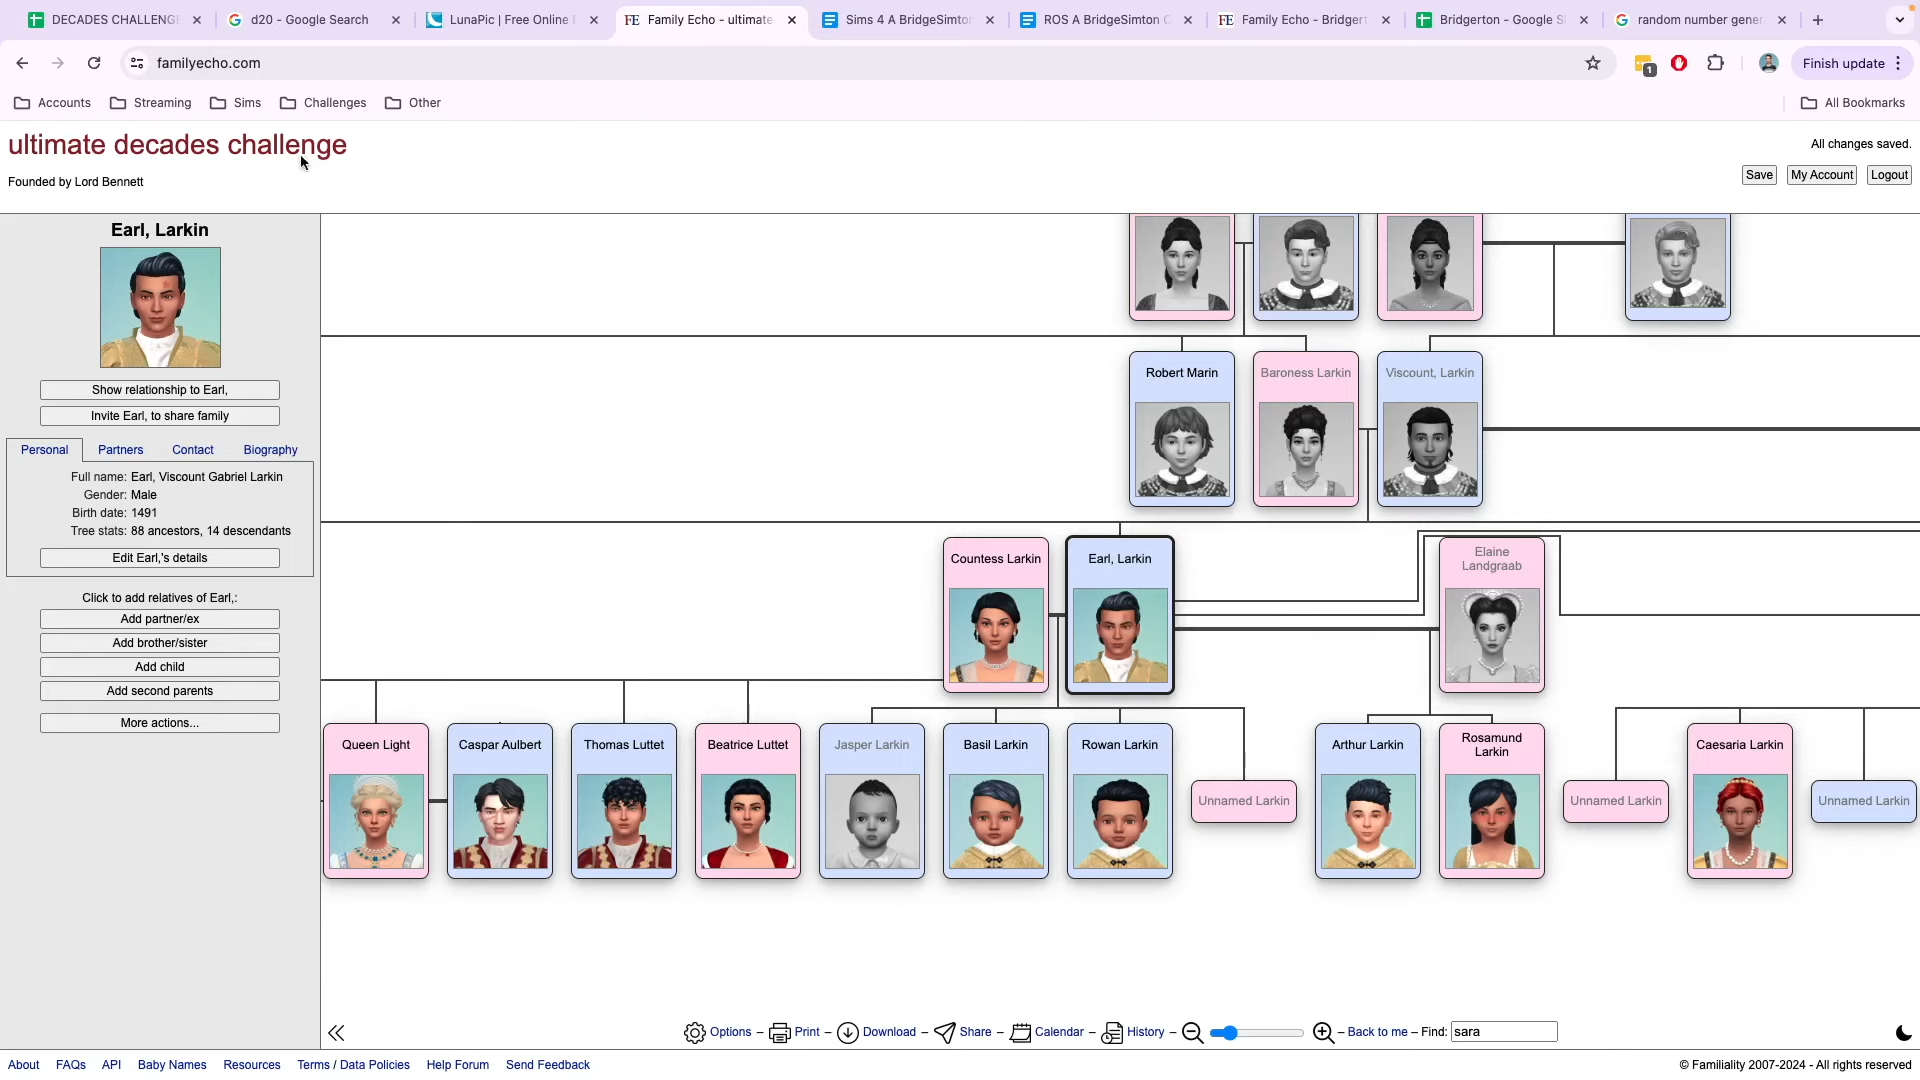 DECADES CHALLENG
d20 - Google Search
LunaPic | Free Online
Family Echo - ultimate
Sims 4 A BridgeSimton
ROS A BridgeSimton C
Family Echo - Bridgert
Bridgerton - Google S
random number gener
familyecho.com
1
Finish update
Accounts
Streaming
Sims
Challenges
Other
All Bookmarks
ultimate decades challenge
All changes saved.
Founded by Lord Bennett
Save
My Account
Logout
Earl, Larkin
Show relationship to Earl,
Invite Earl, to share family
Personal
Partners
Contact
Biography
Full name: Earl, Viscount Gabriel Larkin
Gender: Male
Birth date: 1491
Tree stats: 88 ancestors, 14 descendants
Edit Earl,'s details
Click to add relatives of Earl,:
Add partner/ex
Add brother/sister
Add child
Add second parents
More actions...
Robert Marin
Baroness Larkin
Viscount, Larkin
Countess Larkin
Earl, Larkin
Elaine
Landgraab
Queen Light
Caspar Aulbert
Thomas Luttet
Beatrice Luttet
Jasper Larkin
Basil Larkin
Rowan Larkin
Unnamed Larkin
Arthur Larkin
Rosamund
Larkin
Unnamed Larkin
Caesaria Larkin
Unnamed Larkin
Options – Print – Download – Share – Calendar – History – – Back to me – Find: sara
About
FAQs
API
Baby Names
Resources
Terms / Data Policies
Help Forum
Send Feedback
© Familiality 2007-2024 - All rights reserved